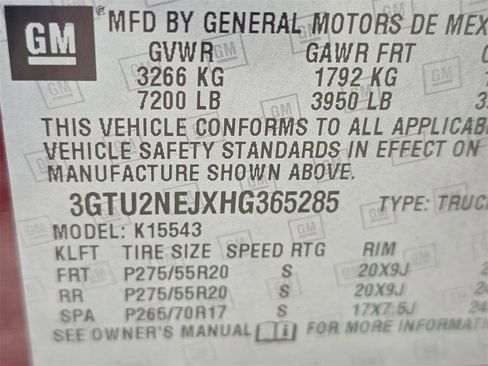 GM MFD BY GENERAL MOTORS DE MEX
GVWR GAWR FRT
3266 KG 1792 KG
7200 LB 3950 LB
THIS VEHICLE CONFORMS TO ALL APPLICAB
VEHICLE SAFETY STANDARDS IN EFFECT
MANUFACTURE SHOWN ABOVE.
3GTU2NEJXHG365285 TYPE: TRUC
MODEL: K15543
KLFT TIRE SIZE SPEED RTG RIM
FRT P275/55R20 S 20X9J
RR P275/55R20 S 20X9J
SPA P265/70R17 S 17X7.5J
SEE OWNER'S MANUAL i FOR MORE INFORMATI